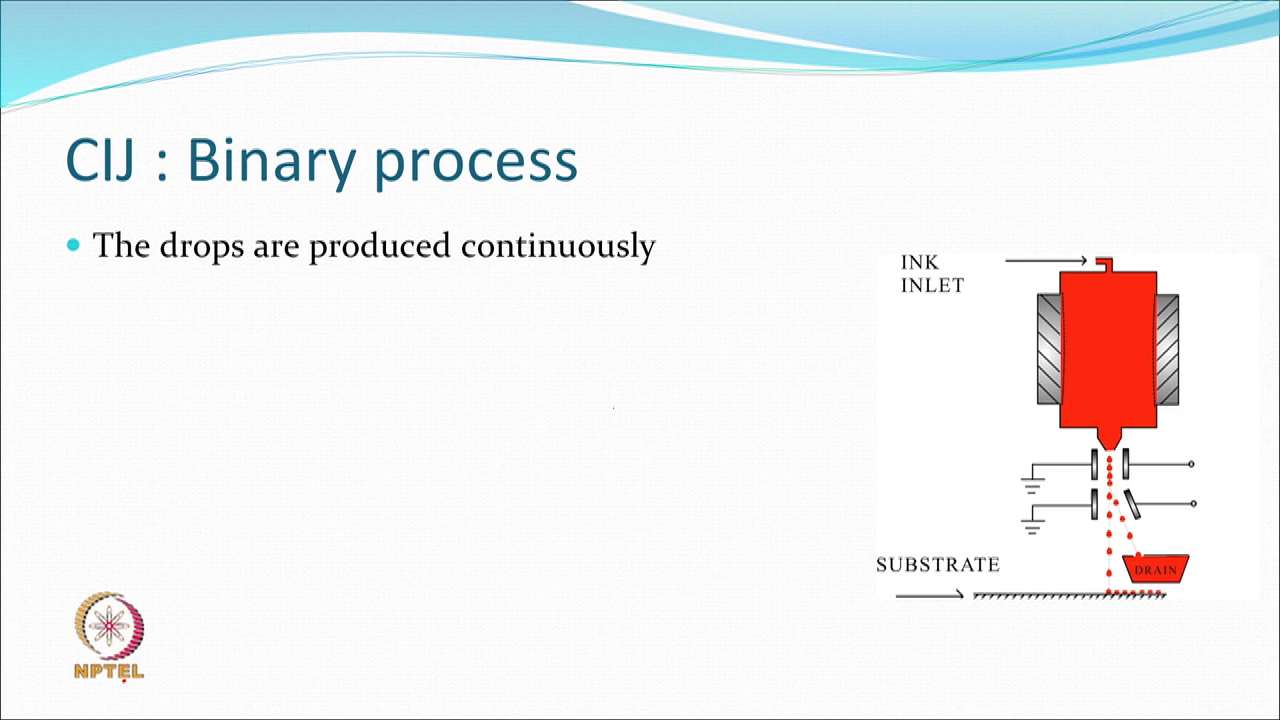 CIJ : Binary process
The drops are produced continuously
INK
INLET
SUBSTRATE
DRAIN
NPTEL